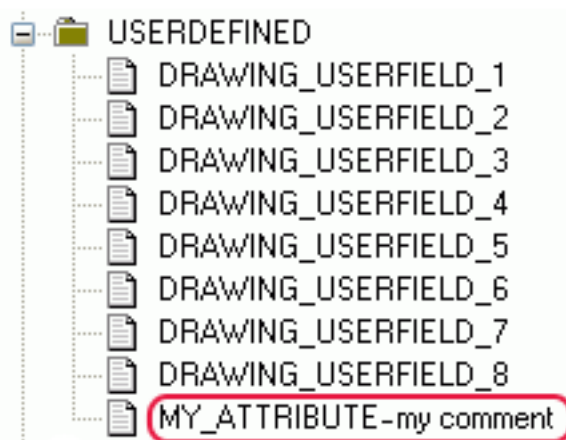 USERDEFINED
DRAWING_USERFIELD_1
DRAWING_USERFIELD_2
DRAWING_USERFIELD_3
DRAWING_USERFIELD_4
DRAWING_USERFIELD_5
DRAWING_USERFIELD_6
DRAWING_USERFIELD_7
DRAWING_USERFIELD_8
MY_ATTRIBUTE-my comment